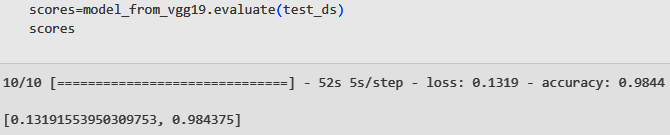 scores=model_from_vgg19.evaluate(test_ds)
scores
10/10 [==============================] - 52s 5s/step - loss: 0.1319 - accuracy: 0.9844
[0.13191553950309753, 0.984375]